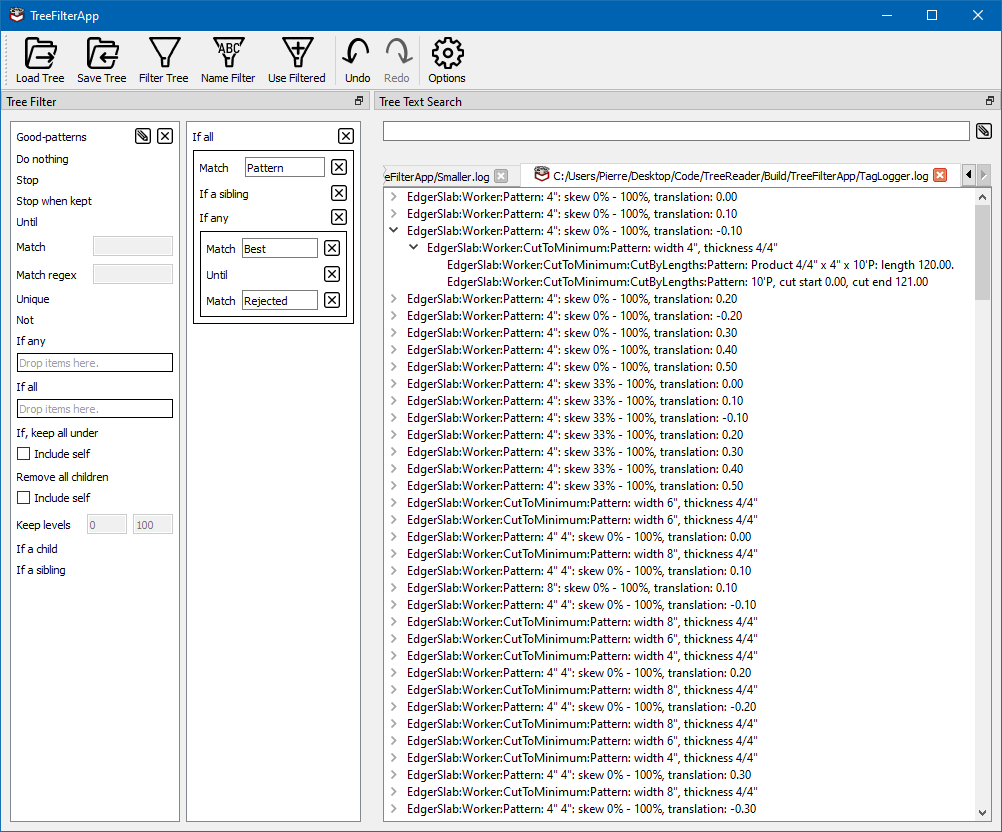 TreeFilterApp
Load Tree
Save Tree
Filter Tree
ABC
Name Filter
Use Filtered
Undo
Redo
Options
Tree Filter
Good-patterns
Do nothing
Stop
Stop when kept
Until
Match
Match regex
Unique
Not
If any
Drop items here.
If all
Drop items here.
If, keep all under
Include self
Remove all children
Include self
Keep levels 0 100
If a child
If a sibling
If all
Match Pattern
If a sibling
If any
Match Best
Until
Match Rejected
Tree Text Search
eFilterApp/Smaller.log
C:/Users/Pierre/Desktop/Code/TreeReader/Build/TreeFilterApp/TagLogger.log
EdgerSlab:Worker:Pattern: 4": skew 0% - 100%, translation: 0.00
EdgerSlab:Worker:Pattern: 4": skew 0% - 100%, translation: 0.10
EdgerSlab:Worker:Pattern: 4": skew 0% - 100%, translation: -0.10
EdgerSlab:Worker:CutToMinimum:Pattern: width 4", thickness 4/4"
EdgerSlab:Worker:CutToMinimum:CutByLengths:Pattern: Product 4/4" x 4" x 10'P: length 120.00.
EdgerSlab:Worker:CutToMinimum:CutByLengths:Pattern: 10'P, cut start 0.00, cut end 121.00
EdgerSlab:Worker:Pattern: 4": skew 0% - 100%, translation: 0.20
EdgerSlab:Worker:Pattern: 4": skew 0% - 100%, translation: -0.20
EdgerSlab:Worker:Pattern: 4": skew 0% - 100%, translation: 0.30
EdgerSlab:Worker:Pattern: 4": skew 0% - 100%, translation: 0.40
EdgerSlab:Worker:Pattern: 4": skew 0% - 100%, translation: 0.50
EdgerSlab:Worker:Pattern: 4": skew 33% - 100%, translation: 0.00
EdgerSlab:Worker:Pattern: 4": skew 33% - 100%, translation: 0.10
EdgerSlab:Worker:Pattern: 4": skew 33% - 100%, translation: -0.10
EdgerSlab:Worker:Pattern: 4": skew 33% - 100%, translation: 0.20
EdgerSlab:Worker:Pattern: 4": skew 33% - 100%, translation: 0.30
EdgerSlab:Worker:Pattern: 4": skew 33% - 100%, translation: 0.40
EdgerSlab:Worker:Pattern: 4": skew 33% - 100%, translation: 0.50
EdgerSlab:Worker:CutToMinimum:Pattern: width 6", thickness 4/4"
EdgerSlab:Worker:CutToMinimum:Pattern: width 6", thickness 4/4"
EdgerSlab:Worker:Pattern: 4" 4": skew 0% - 100%, translation: 0.00
EdgerSlab:Worker:CutToMinimum:Pattern: width 8", thickness 4/4"
EdgerSlab:Worker:Pattern: 4" 4": skew 0% - 100%, translation: 0.10
EdgerSlab:Worker:Pattern: 8": skew 0% - 100%, translation: 0.10
EdgerSlab:Worker:Pattern: 4" 4": skew 0% - 100%, translation: -0.10
EdgerSlab:Worker:CutToMinimum:Pattern: width 8", thickness 4/4"
EdgerSlab:Worker:CutToMinimum:Pattern: width 6", thickness 4/4"
EdgerSlab:Worker:CutToMinimum:Pattern: width 4", thickness 4/4"
EdgerSlab:Worker:Pattern: 4" 4": skew 0% - 100%, translation: 0.20
EdgerSlab:Worker:CutToMinimum:Pattern: width 8", thickness 4/4"
EdgerSlab:Worker:Pattern: 4" 4": skew 0% - 100%, translation: -0.20
EdgerSlab:Worker:CutToMinimum:Pattern: width 8", thickness 4/4"
EdgerSlab:Worker:CutToMinimum:Pattern: width 6", thickness 4/4"
EdgerSlab:Worker:CutToMinimum:Pattern: width 4", thickness 4/4"
EdgerSlab:Worker:Pattern: 4" 4": skew 0% - 100%, translation: 0.30
EdgerSlab:Worker:CutToMinimum:Pattern: width 8", thickness 4/4"
EdgerSlab:Worker:Pattern: 4" 4": skew 0% - 100%, translation: -0.30